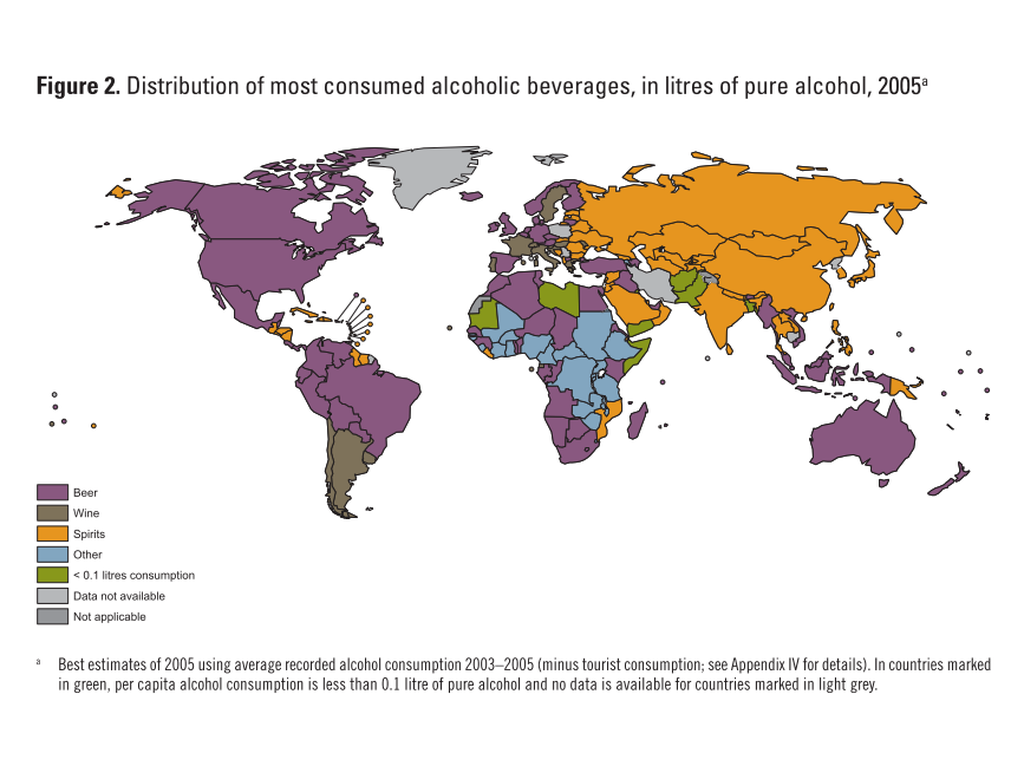 Figure 2. Distribution of most consumed alcoholic beverages, in litres of pure alcohol, 2005a
Beer
Wine
Spirits
Other
< 0.1 litres consumption
Data not available
Not applicable
a Best estimates of 2005 using average recorded alcohol consumption 2003–2005 (minus tourist consumption; see Appendix IV for details). In countries marked
in green, per capita alcohol consumption is less than 0.1 litre of pure alcohol and no data is available for countries marked in light grey.